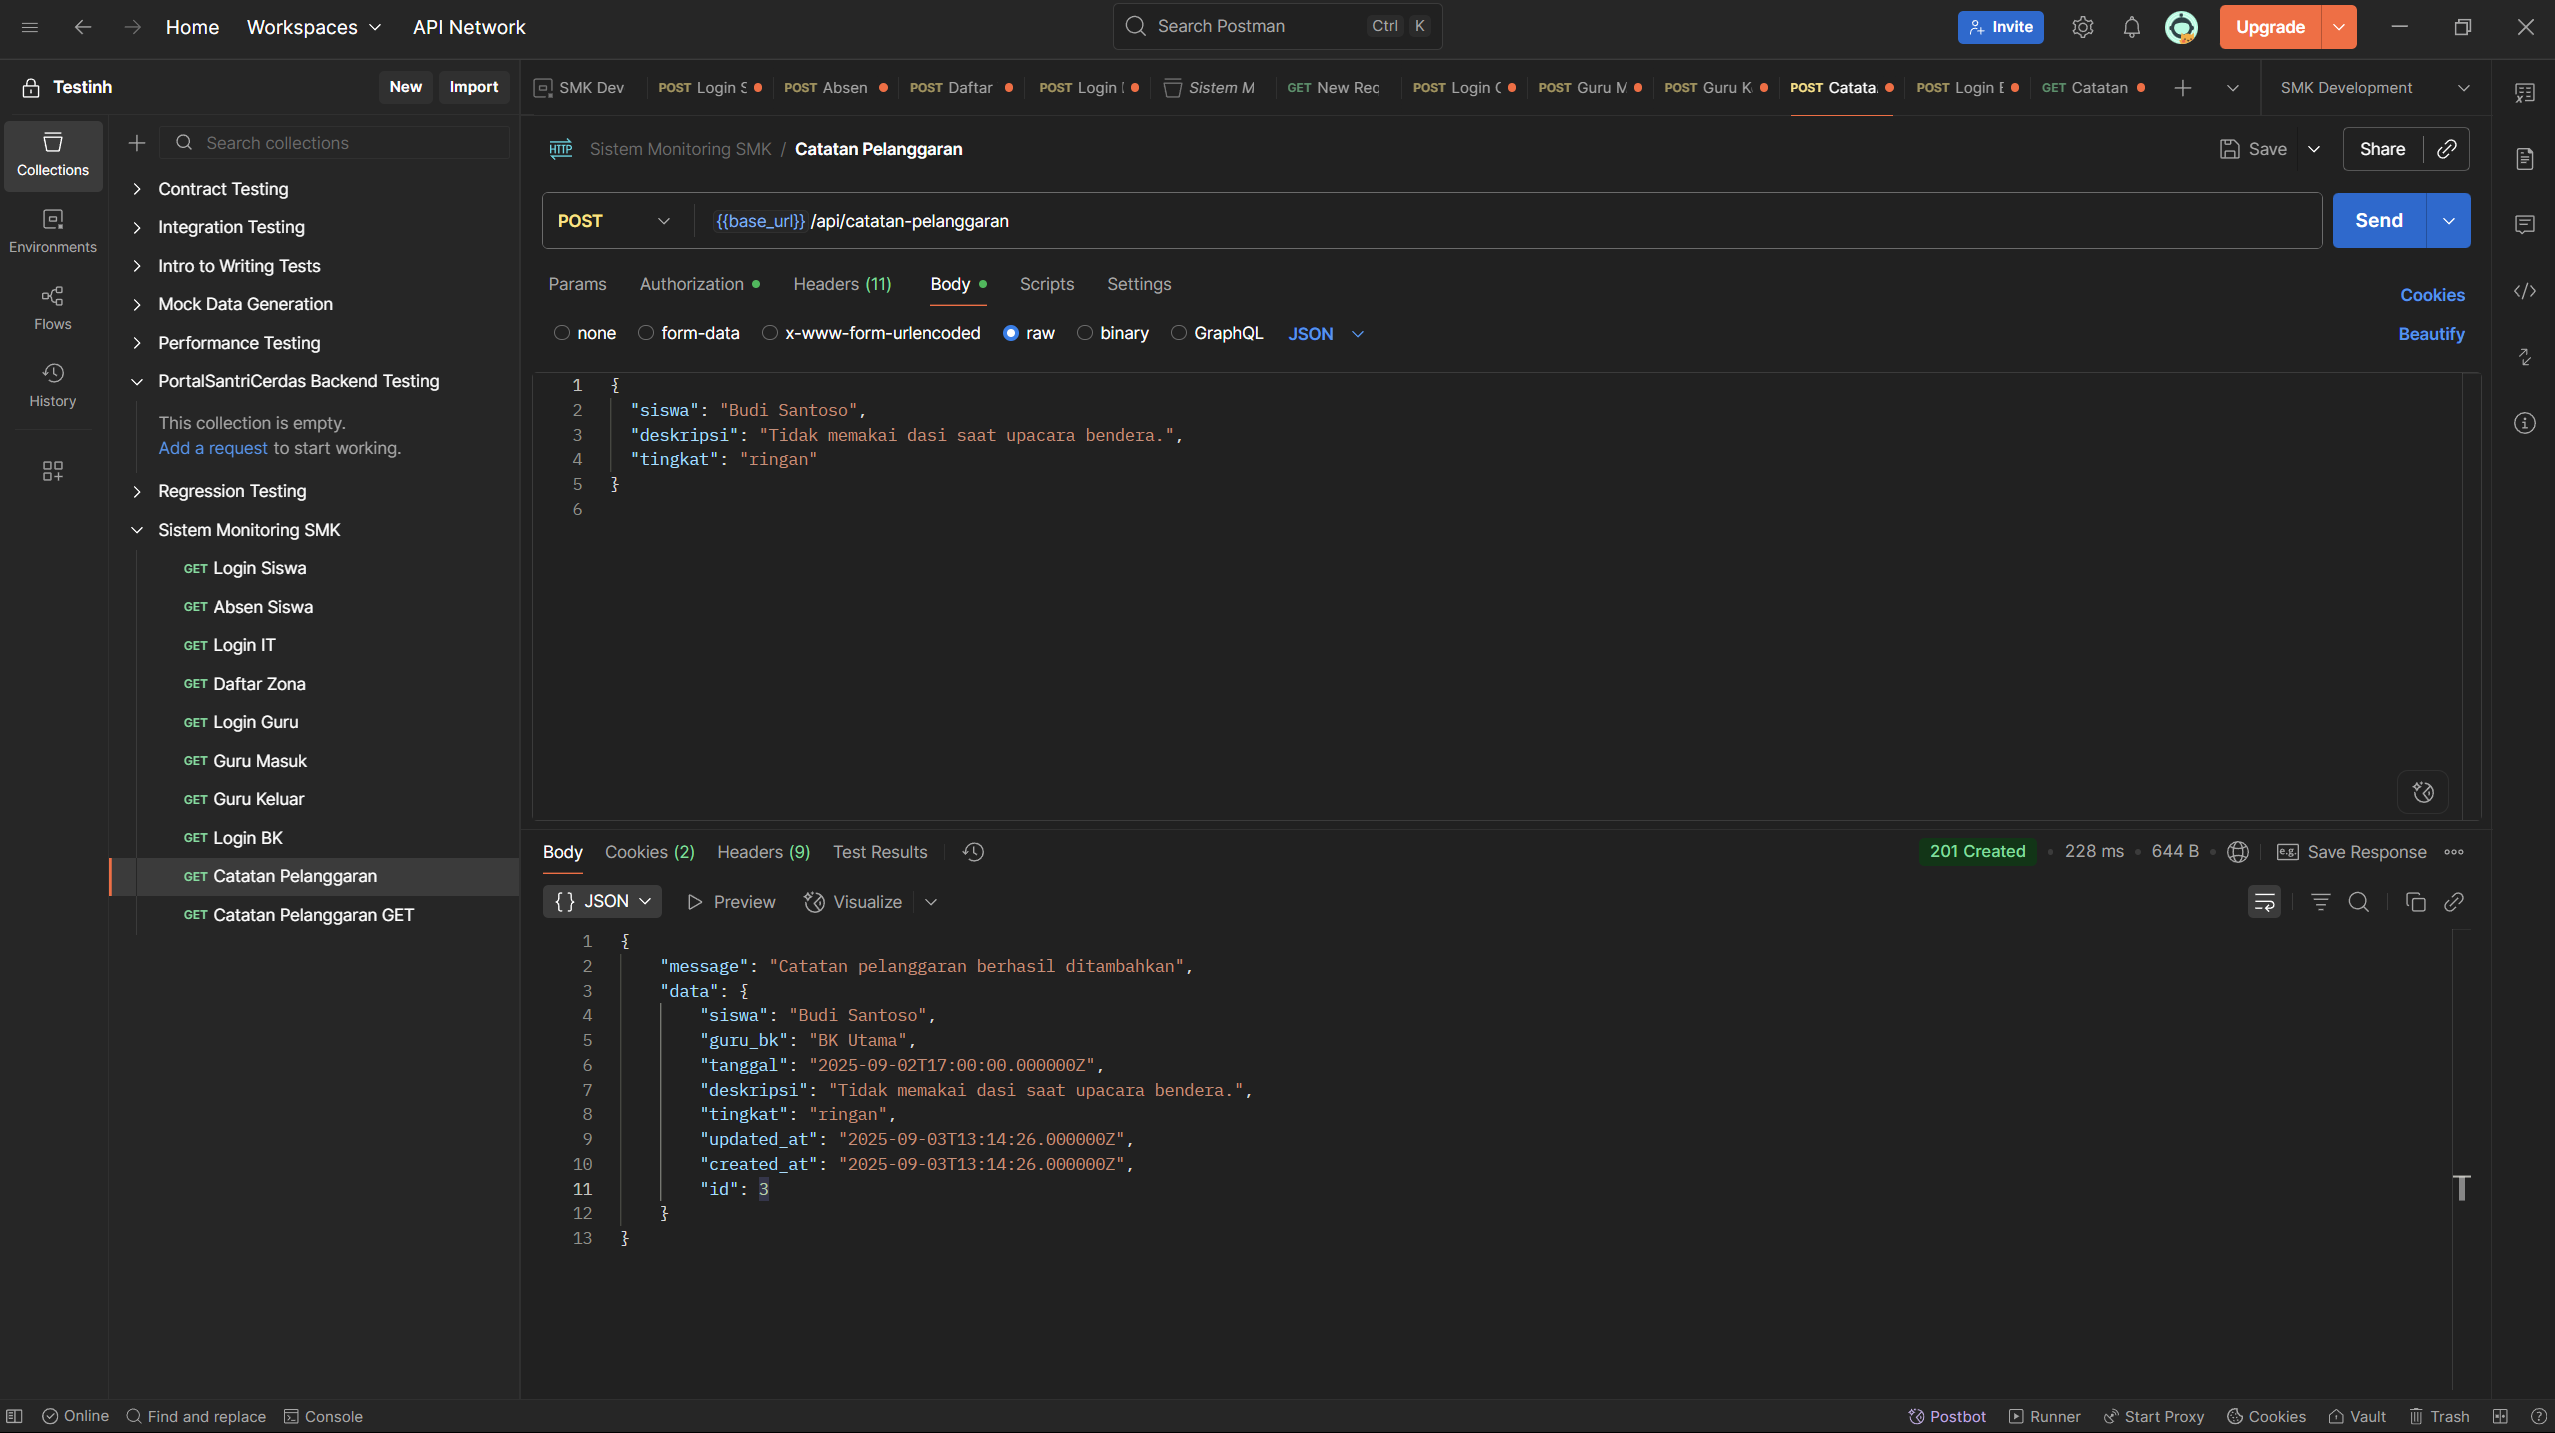 Home Workspaces API Network Search Postman Ctrl K Invite Upgrade
Testinh New Import
SMK Dev POST Login S POST Absen POST Daftar POST Login Sistem M GET New Rec POST Login POST Guru M POST Guru K POST Catata. POST Login GET Catatan SMK Development
Collections
Environments
Flows
History
Search collections
Contract Testing
Integration Testing
Intro to Writing Tests
Mock Data Generation
Performance Testing
PortalSantriCerdas Backend Testing
This collection is empty.
Add a request to start working.
Regression Testing
Sistem Monitoring SMK
GET Login Siswa
GET Absen Siswa
GET Login IT
GET Daftar Zona
GET Login Guru
GET Guru Masuk
GET Guru Keluar
GET Login BK
GET Catatan Pelanggaran
GET Catatan Pelanggaran GET
HTTP Sistem Monitoring SMK / Catatan Pelanggaran Save Share
POST {{base_url}} /api/catatan-pelanggaran Send
Params Authorization Headers (11) Body Scripts Settings Cookies
none form-data x-www-form-urlencoded raw binary GraphQL JSON Beautify
1 {
2 "siswa": "Budi Santoso",
3 "deskripsi": "Tidak memakai dasi saat upacara bendera.",
4 "tingkat": "ringan"
5 }
6
Body Cookies (2) Headers (9) Test Results 201 Created • 228 ms • 644 B • e.g. Save Response
{} JSON Preview Visualize
1 {
2 "message": "Catatan pelanggaran berhasil ditambahkan",
3 "data": {
4 "siswa": "Budi Santoso",
5 "guru_bk": "BK Utama",
6 "tanggal": "2025-09-02T17:00:00.000000Z",
7 "deskripsi": "Tidak memakai dasi saat upacara bendera.",
8 "tingkat": "ringan",
9 "updated_at": "2025-09-03T13:14:26.000000Z",
10 "created_at": "2025-09-03T13:14:26.000000Z",
11 "id": 3
12 }
13 }
Online Find and replace Console Postbot Runner Start Proxy Cookies Vault Trash